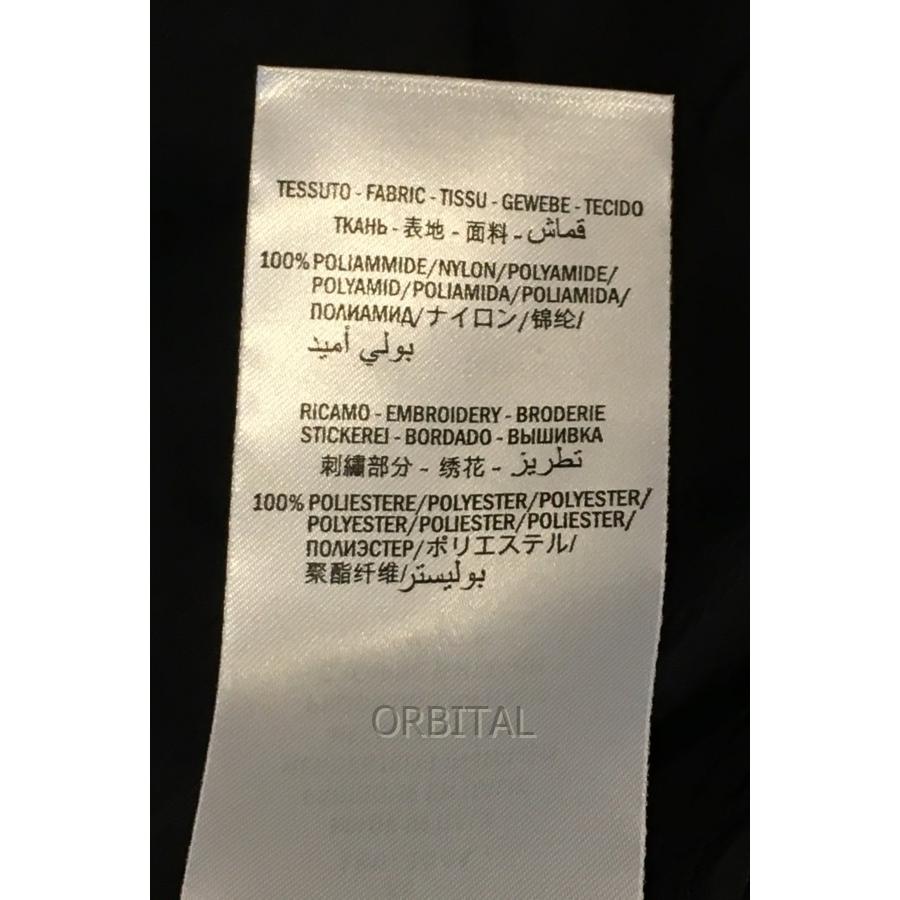 TESSUTO - FABRIC - TISSU - GEWEBE - TECIDO
ТКАНЬ - 表地 - 面料 - قماش
100% POLIAMMIDE/NYLON/POLYAMIDE/
POLYAMID/POLIAMIDA/POLIAMIDA/
ПОЛИАМИД/ナイロン/锦纶/
بولي أميد
RICAMO - EMBROIDERY - BRODERIE
STICKEREI - BORDADO - ВЫШИВКА
刺繍部分 - 绣花 - تطريز
100% POLIESTERE/POLYESTER/POLYESTER/
POLYESTER/POLIESTER/POLIESTER/
ПОЛИЭСТЕР/ポリエステル/
聚酯纤维/بوليستر
ORBITAL